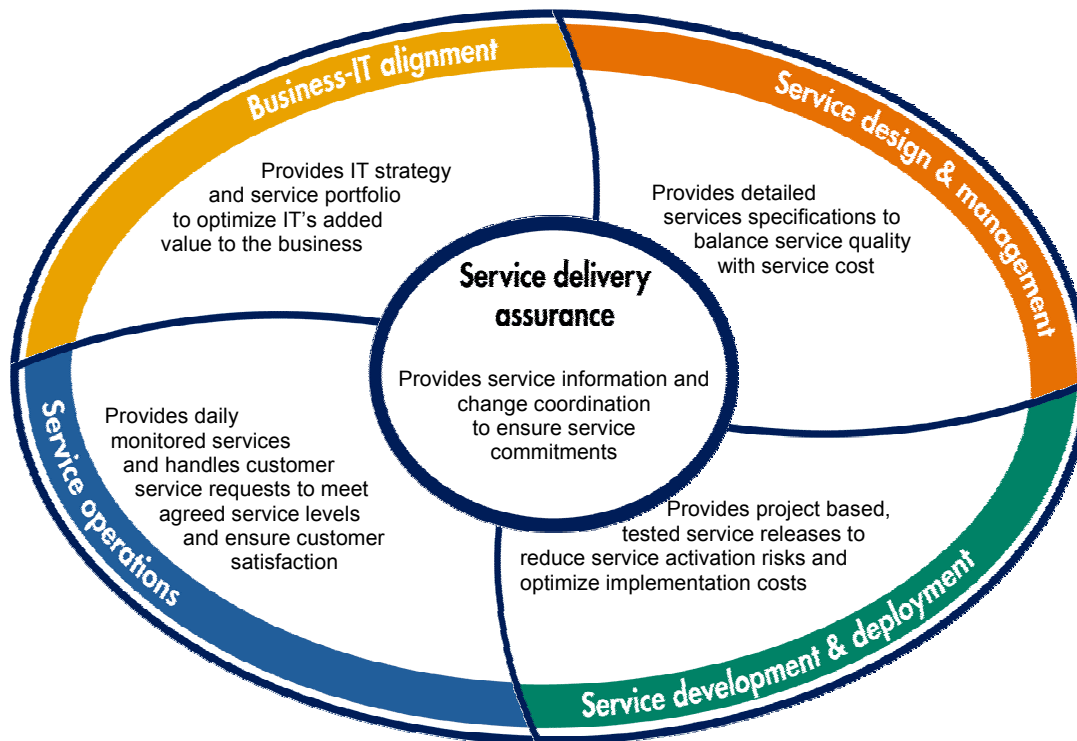 Business-IT alignment
Provides IT strategy
and service portfolio
to optimize IT's added
value to the business
Service design & management
Provides detailed
services specifications to
balance service quality
with service cost
Service delivery
assurance
Provides service information and
change coordination
to ensure service
commitments
Service operations
Provides daily
monitored services
and handles customer
service requests to meet
agreed service levels
and ensure customer
satisfaction
Provides project based,
tested service releases to
reduce service activation risks and
optimize implementation costs
Service development & deployment